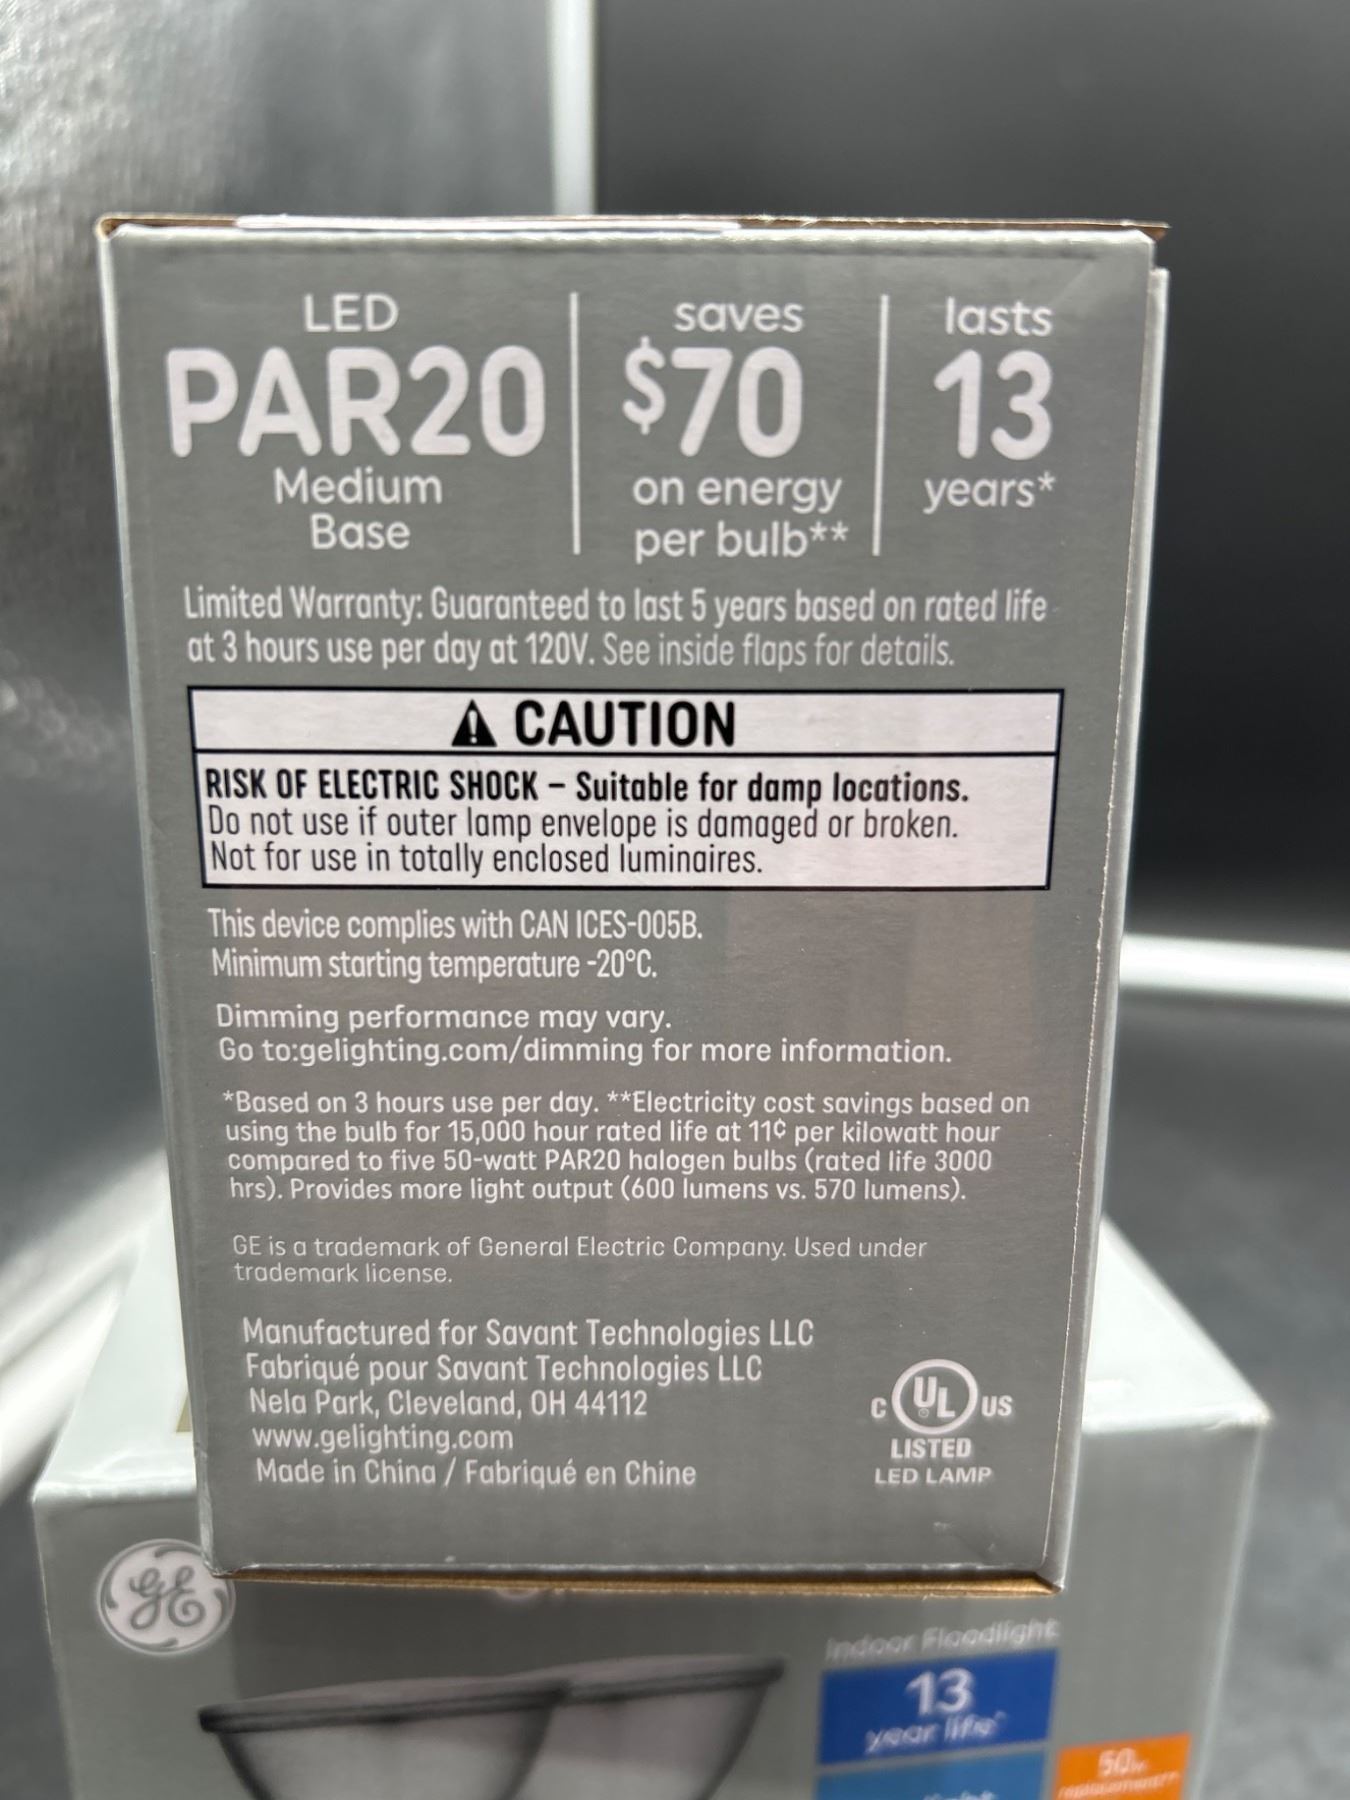 LED
PAR20
Medium
Base
saves
$70
on energy
per bulb**
lasts
13
years*
Limited Warranty: Guaranteed to last 5 years based on rated life
at 3 hours use per day at 120V. See inside flaps for details.
⚠ CAUTION
RISK OF ELECTRIC SHOCK – Suitable for damp locations.
Do not use if outer lamp envelope is damaged or broken.
Not for use in totally enclosed luminaires.
This device complies with CAN ICES-005B.
Minimum starting temperature -20°C.
Dimming performance may vary.
Go to:gelighting.com/dimming for more information.
*Based on 3 hours use per day. **Electricity cost savings based on
using the bulb for 15,000 hour rated life at 11¢ per kilowatt hour
compared to five 50-watt PAR20 halogen bulbs (rated life 3000
hrs). Provides more light output (600 lumens vs. 570 lumens).
GE is a trademark of General Electric Company. Used under
trademark license.
Manufactured for Savant Technologies LLC
Fabriqué pour Savant Technologies LLC
Nela Park, Cleveland, OH 44112
www.gelighting.com
Made in China / Fabriqué en Chine
C UL ® US
LISTED
LED LAMP
GE
Indoor Floodlight
13
year life*
50w
replacement**